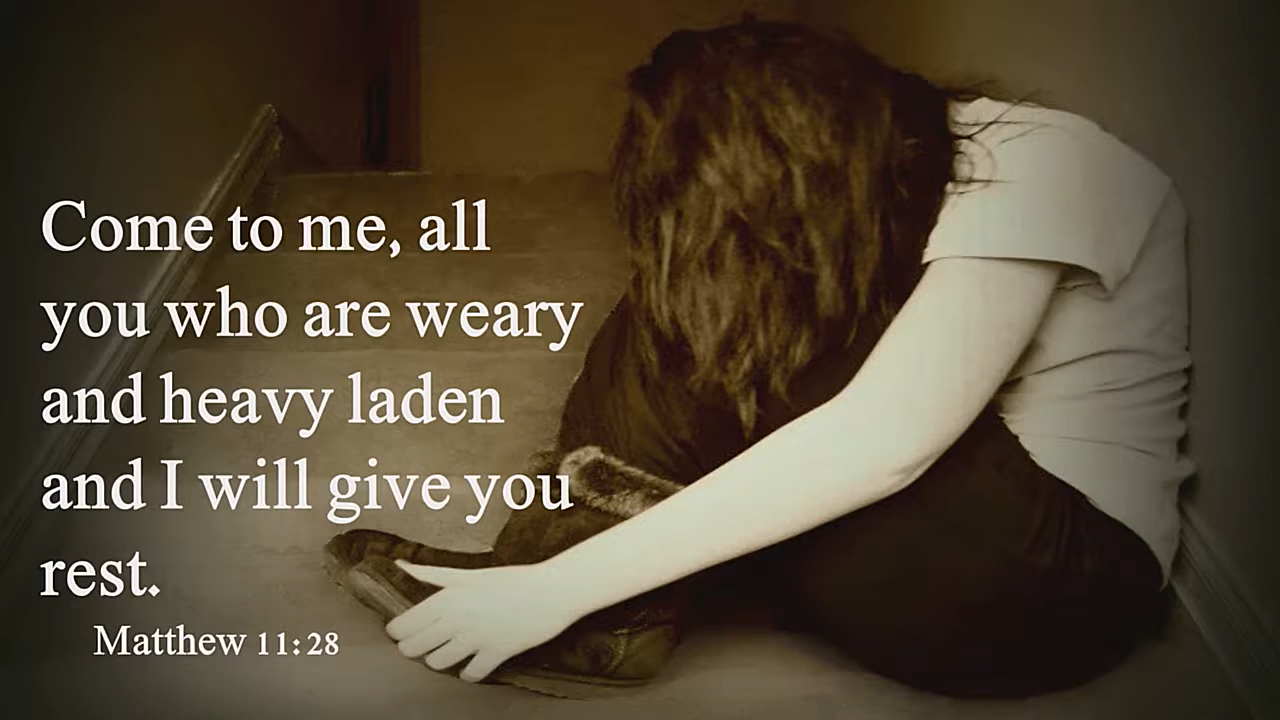 Come to me, all
you who are weary
and heavy laden
and I will give you
rest.
Matthew 11:28